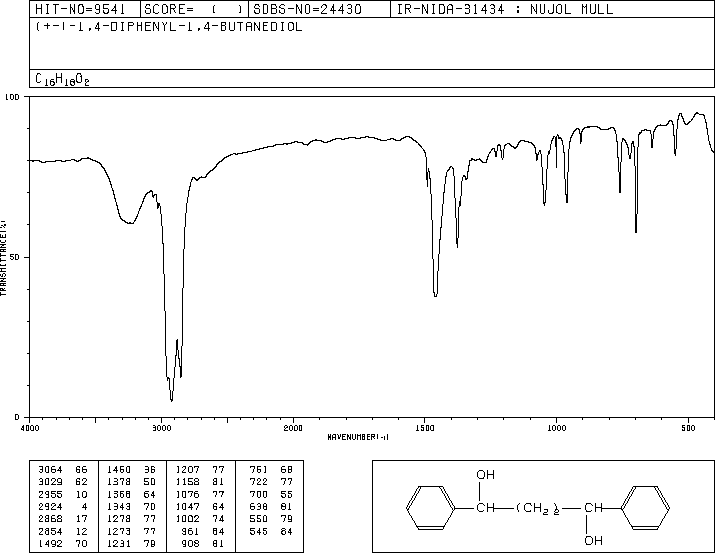 HIT-NO=9541 SCORE= ( ) SDBS-NO=24430 IR-NIDA-31434 : NUJOL MULL
(+-)-1,4-DIPHENYL-1,4-BUTANEDIOL
C16H18O2
100
50
0
TRANSMITTANCE(%)
4000 3000 2000 1500 1000 500
WAVENUMBER(-1)
3064 66 1460 36 1207 77 761 68
3029 62 1378 50 1158 81 722 77
2955 10 1368 64 1076 77 700 55
2924 4 1343 70 1047 64 638 81
2868 17 1278 77 1002 74 550 79
2854 12 1273 77 961 64 545 84
1492 70 1231 79 908 81
OH
CH (CH2)2 CH
OH